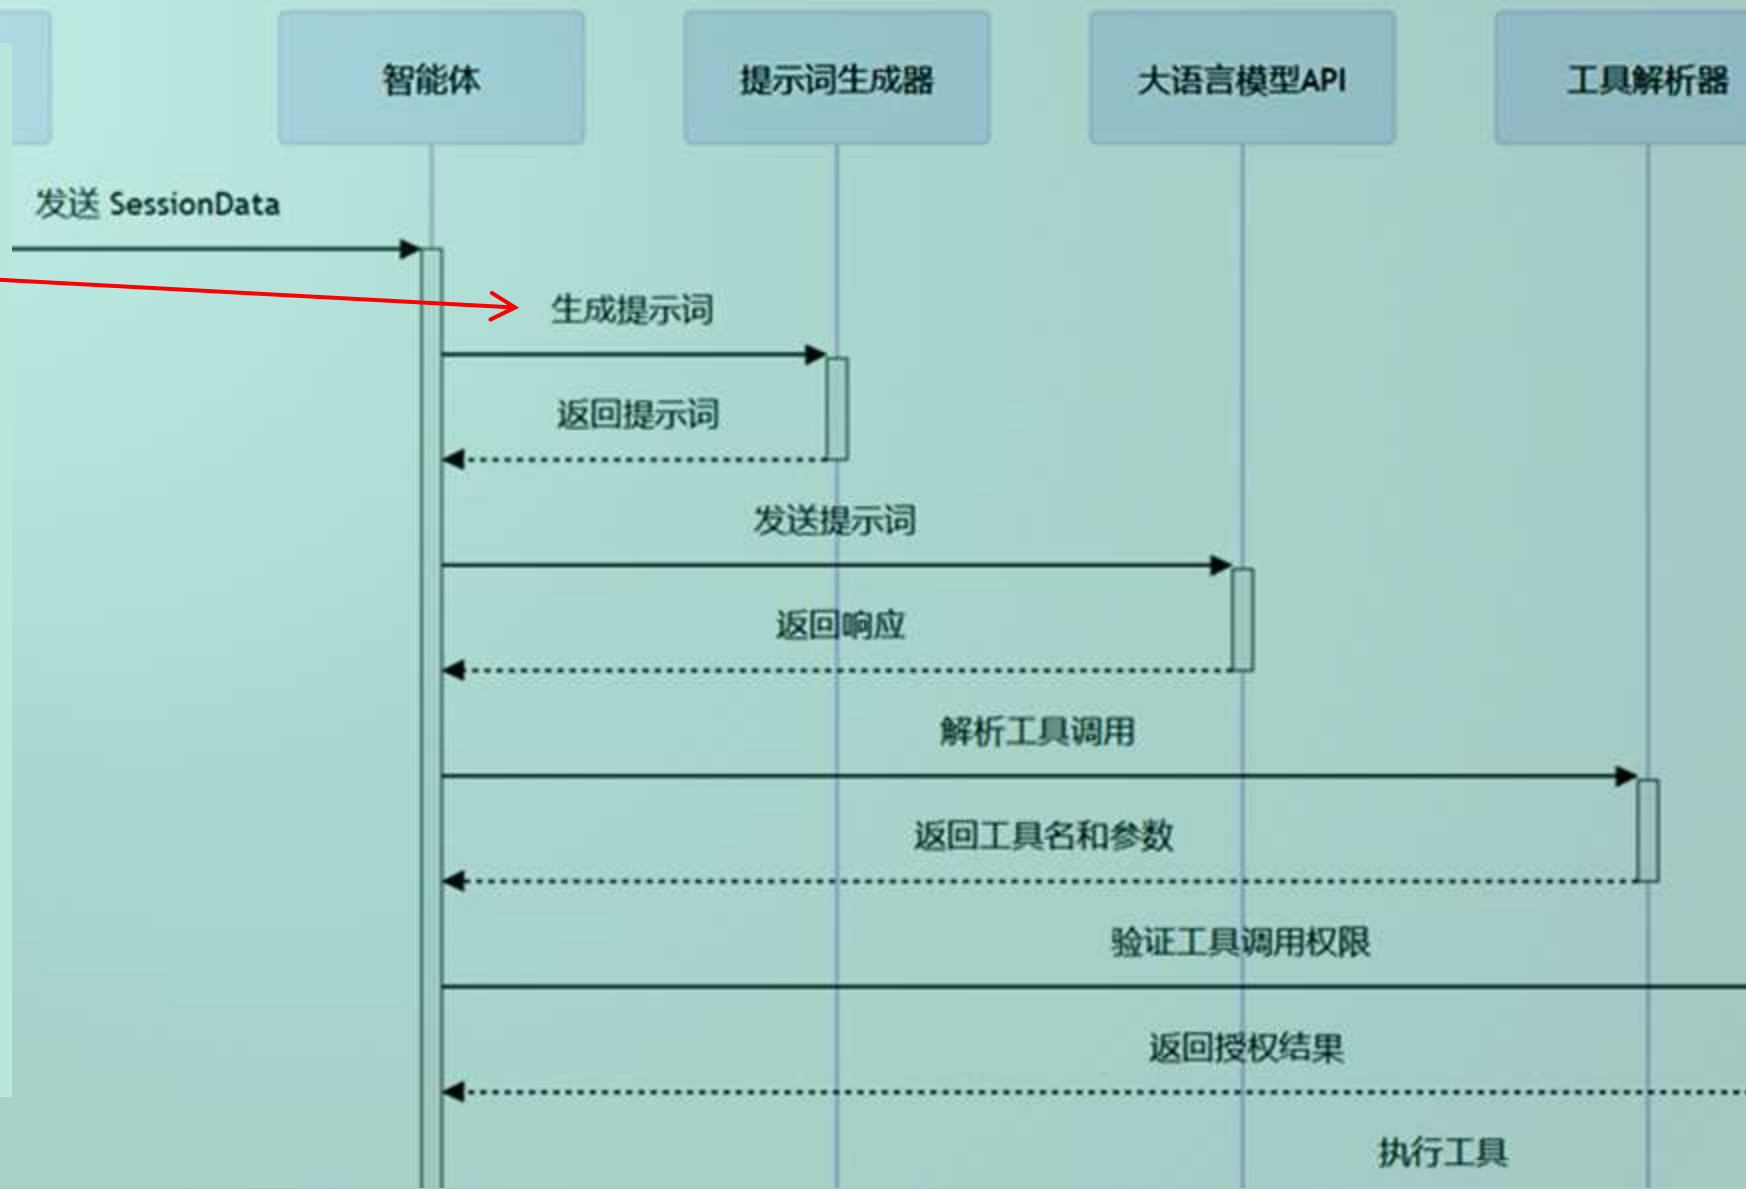 智能体
提示词生成器
大语言模型API
工具解析器
发送 SessionData
生成提示词
返回提示词
发送提示词
返回响应
解析工具调用
返回工具名和参数
验证工具调用权限
返回授权结果
执行工具